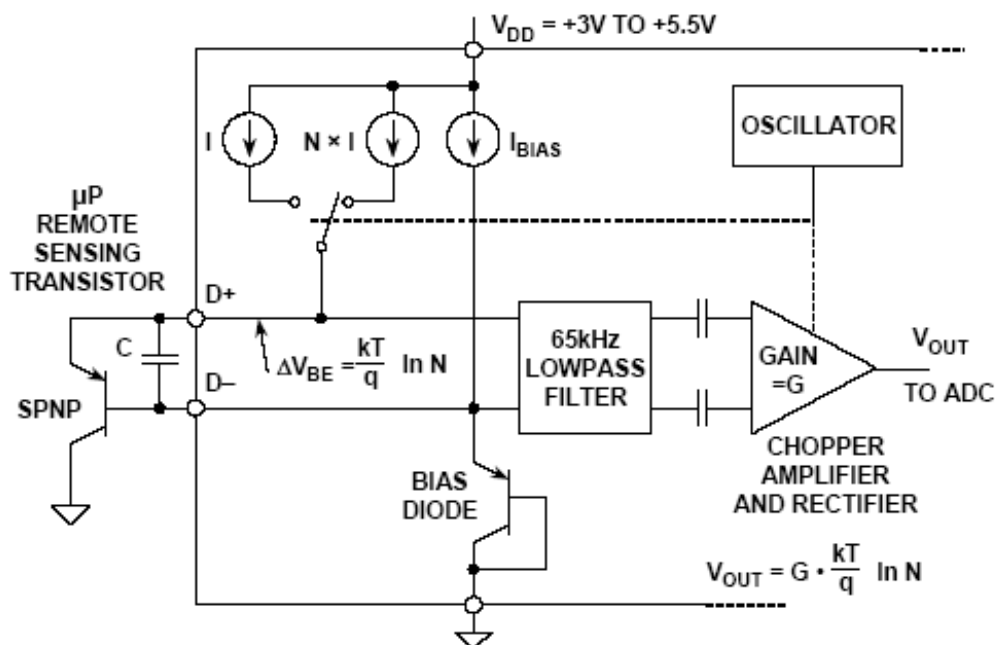 V_DD = +3V TO +5.5V
I
N × I
I_BIAS
OSCILLATOR
µP
REMOTE
SENSING
TRANSISTOR
D+
C
ΔV_BE = kT/q ln N
D–
SPNP
65kHz
LOWPASS
FILTER
GAIN
=G
V_OUT
TO ADC
BIAS
DIODE
CHOPPER
AMPLIFIER
AND RECTIFIER
V_OUT = G • kT/q ln N